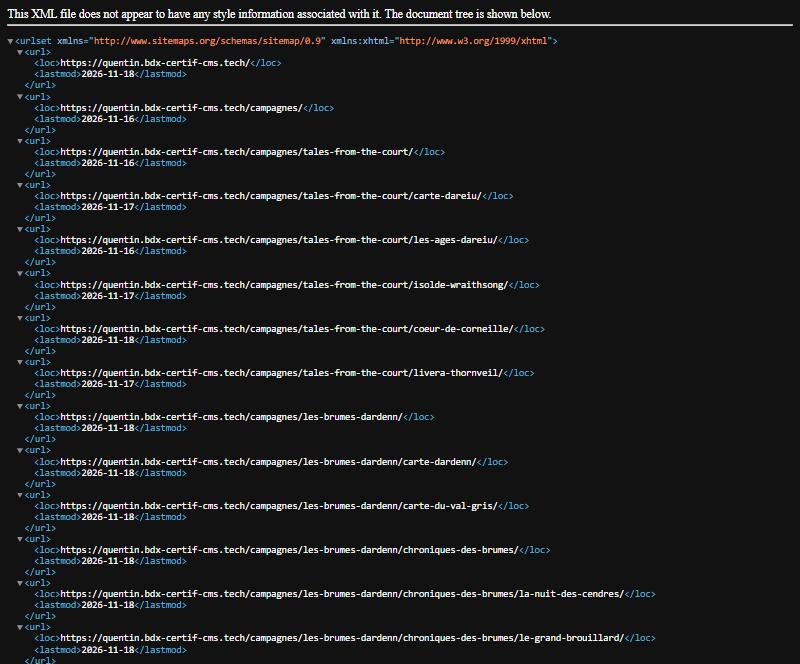 This XML file does not appear to have any style information associated with it. The document tree is shown below.
▼<urlset xmlns="http://www.sitemaps.org/schemas/sitemap/0.9" xmlns:xhtml="http://www.w3.org/1999/xhtml">
▼<url>
<loc>https://quentin.bdx-certif-cms.tech/</loc>
<lastmod>2026-11-18</lastmod>
</url>
▼<url>
<loc>https://quentin.bdx-certif-cms.tech/campagnes/</loc>
<lastmod>2026-11-16</lastmod>
</url>
▼<url>
<loc>https://quentin.bdx-certif-cms.tech/campagnes/tales-from-the-court/</loc>
<lastmod>2026-11-16</lastmod>
</url>
▼<url>
<loc>https://quentin.bdx-certif-cms.tech/campagnes/tales-from-the-court/carte-dareiu/</loc>
<lastmod>2026-11-17</lastmod>
</url>
▼<url>
<loc>https://quentin.bdx-certif-cms.tech/campagnes/tales-from-the-court/les-ages-dareiu/</loc>
<lastmod>2026-11-16</lastmod>
</url>
▼<url>
<loc>https://quentin.bdx-certif-cms.tech/campagnes/tales-from-the-court/isolde-wraithsong/</loc>
<lastmod>2026-11-17</lastmod>
</url>
▼<url>
<loc>https://quentin.bdx-certif-cms.tech/campagnes/tales-from-the-court/coeur-de-corneille/</loc>
<lastmod>2026-11-18</lastmod>
</url>
▼<url>
<loc>https://quentin.bdx-certif-cms.tech/campagnes/tales-from-the-court/livera-thornveil/</loc>
<lastmod>2026-11-17</lastmod>
</url>
▼<url>
<loc>https://quentin.bdx-certif-cms.tech/campagnes/les-brumes-dardenn/</loc>
<lastmod>2026-11-18</lastmod>
</url>
▼<url>
<loc>https://quentin.bdx-certif-cms.tech/campagnes/les-brumes-dardenn/carte-dardenn/</loc>
<lastmod>2026-11-18</lastmod>
</url>
▼<url>
<loc>https://quentin.bdx-certif-cms.tech/campagnes/les-brumes-dardenn/carte-du-val-gris/</loc>
<lastmod>2026-11-18</lastmod>
</url>
▼<url>
<loc>https://quentin.bdx-certif-cms.tech/campagnes/les-brumes-dardenn/chroniques-des-brumes/</loc>
<lastmod>2026-11-18</lastmod>
</url>
▼<url>
<loc>https://quentin.bdx-certif-cms.tech/campagnes/les-brumes-dardenn/chroniques-des-brumes/la-nuit-des-cendres/</loc>
<lastmod>2026-11-18</lastmod>
</url>
▼<url>
<loc>https://quentin.bdx-certif-cms.tech/campagnes/les-brumes-dardenn/chroniques-des-brumes/le-grand-brouillard/</loc>
<lastmod>2026-11-18</lastmod>
</url>